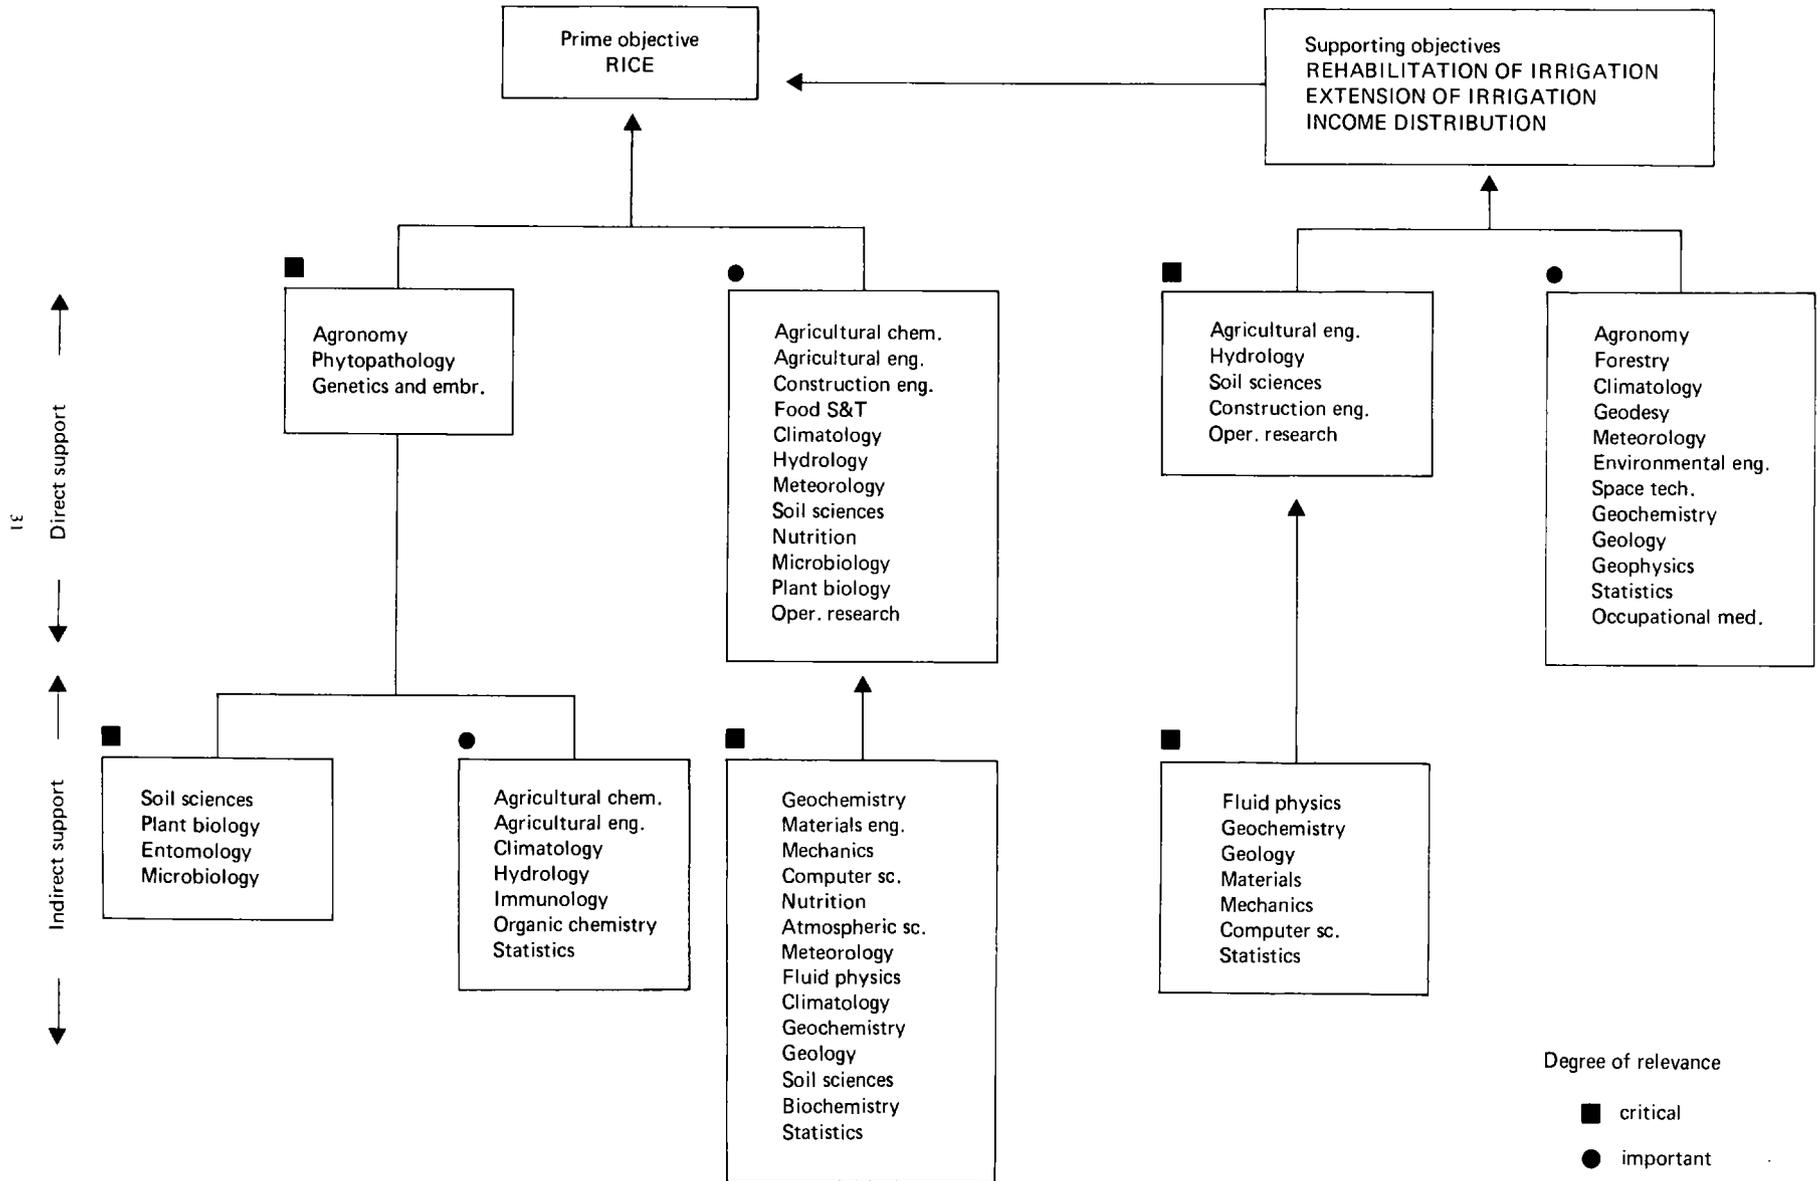 Prime objective
RICE
Supporting objectives
REHABILITATION OF IRRIGATION
EXTENSION OF IRRIGATION
INCOME DISTRIBUTION
Direct support
31
Agronomy
Phytopathology
Genetics and embr.
Agricultural chem.
Agricultural eng.
Construction eng.
Food S&T
Climatology
Hydrology
Meteorology
Soil sciences
Nutrition
Microbiology
Plant biology
Oper. research
Agricultural eng.
Hydrology
Soil sciences
Construction eng.
Oper. research
Agronomy
Forestry
Climatology
Geodesy
Meteorology
Environmental eng.
Space tech.
Geochemistry
Geology
Geophysics
Statistics
Occupational med.
Indirect support
Soil sciences
Plant biology
Entomology
Microbiology
Agricultural chem.
Agricultural eng.
Climatology
Hydrology
Immunology
Organic chemistry
Statistics
Geochemistry
Materials eng.
Mechanics
Computer sc.
Nutrition
Atmospheric sc.
Meteorology
Fluid physics
Climatology
Geochemistry
Geology
Soil sciences
Biochemistry
Statistics
Fluid physics
Geochemistry
Geology
Materials
Mechanics
Computer sc.
Statistics
Degree of relevance
critical
important